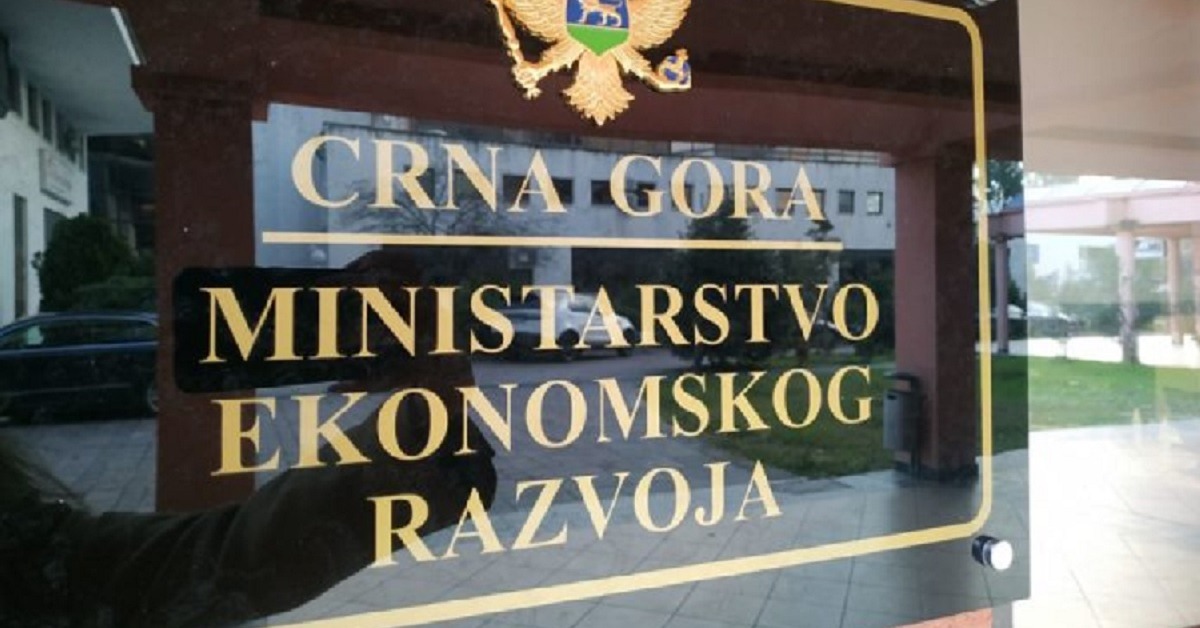 CRNA GORA
MINISTARSTVO
EKONOMSKOG
RAZVOJA